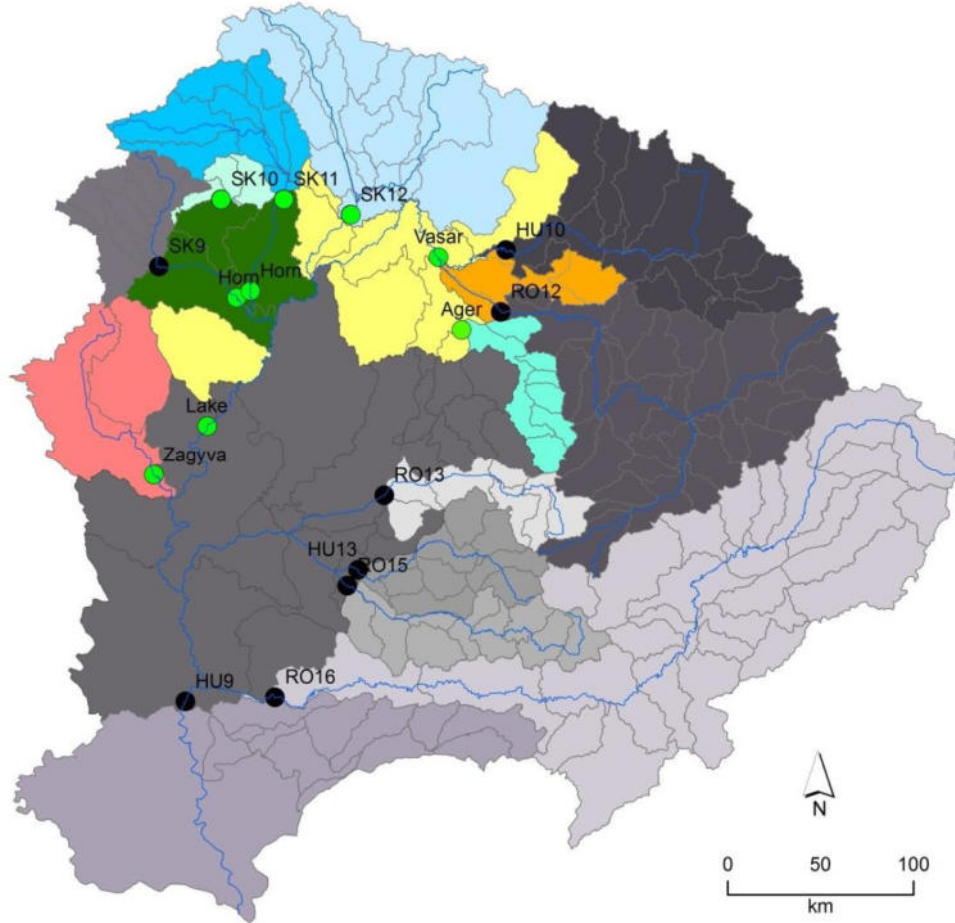 SK10
SK11
SK12
SK9
Vasar
HU10
Horn
Horn
RO12
Ager
Lake
Zagyva
RO13
HU13
RO15
HU9
RO16
N
0 50 100
km